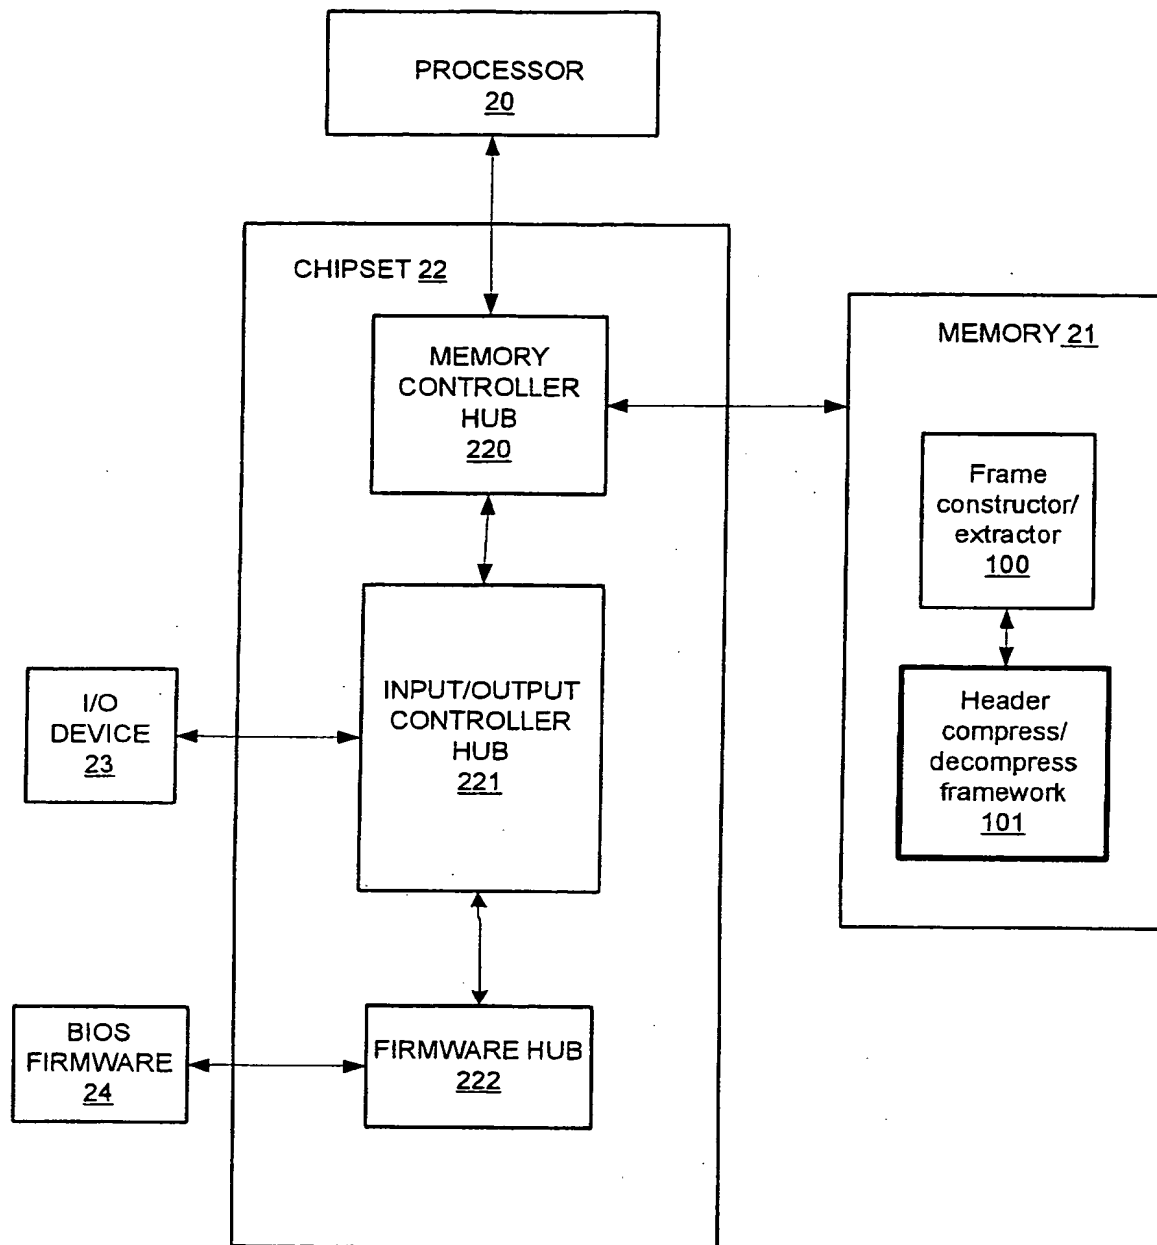 PROCESSOR
20
CHIPSET 22
MEMORY
CONTROLLER
HUB
220
MEMORY 21
Frame
constructor/
extractor
100
INPUT/OUTPUT
CONTROLLER
HUB
221
I/O
DEVICE
23
Header
compress/
decompress
framework
101
BIOS
FIRMWARE
24
FIRMWARE HUB
222